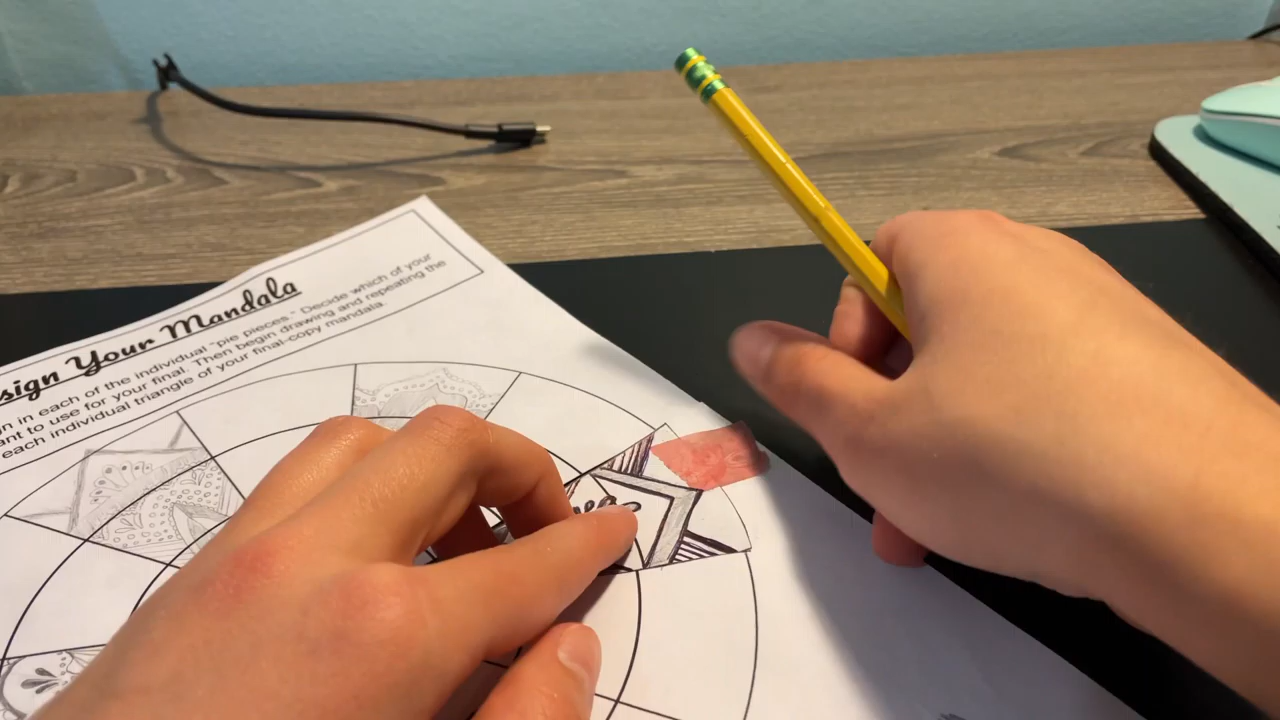 sign Your Mandala
gn in each of the individual "pie pieces." Decide which of your
ant to use for your final. Then begin drawing and repeating the
each individual triangle of your final-copy mandala.